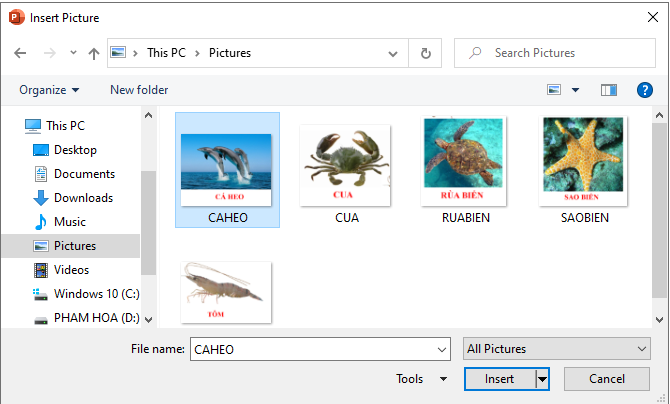 Insert Picture
This PC > Pictures
Search Pictures
Organize
New folder
This PC
Desktop
Documents
Downloads
Music
Pictures
Videos
Windows 10 (C:)
PHAM HOA (D:)
CÁ HEO
CUA
RÙA BIỂN
SAO BIỂN
CAHEO
CUA
RUABIEN
SAOBIEN
TÔM
File name:
CAHEO
All Pictures
Tools
Insert
Cancel